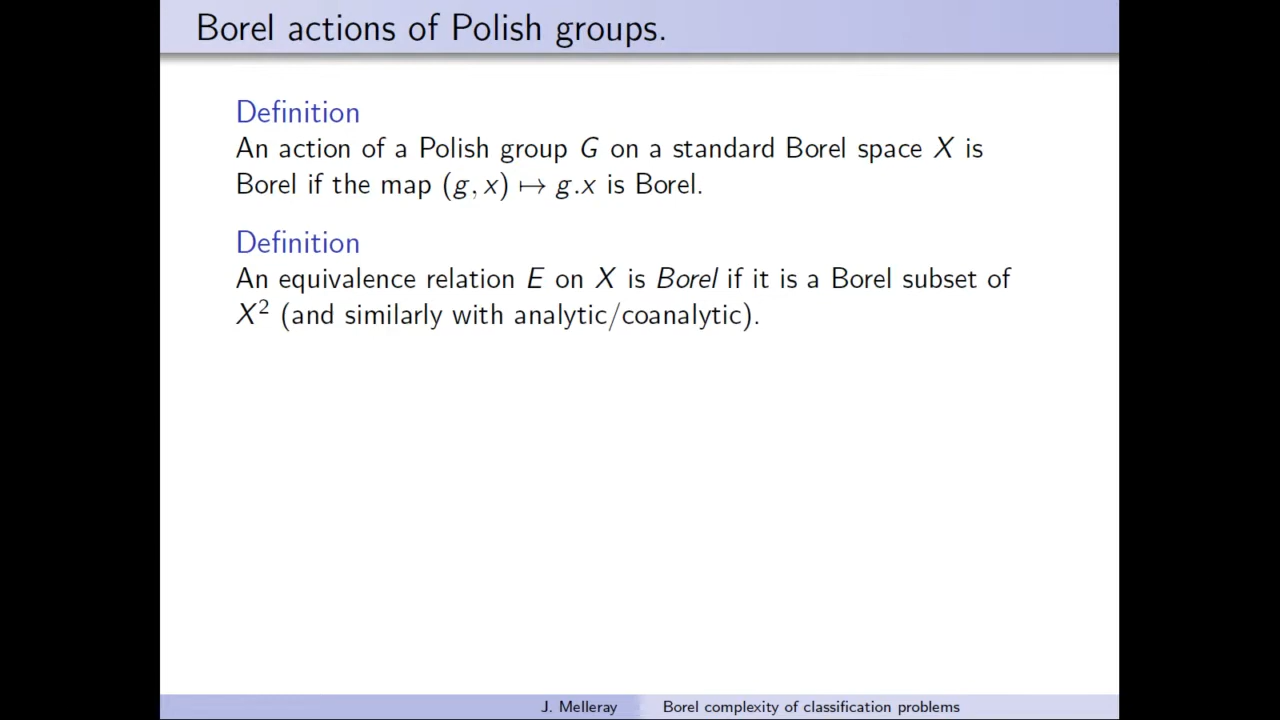 Borel actions of Polish groups.
Definition
An action of a Polish group G on a standard Borel space X is
Borel if the map (g, x) ↦ g.x is Borel.
Definition
An equivalence relation E on X is Borel if it is a Borel subset of
X² (and similarly with analytic/coanalytic).
J. Melleray Borel complexity of classification problems